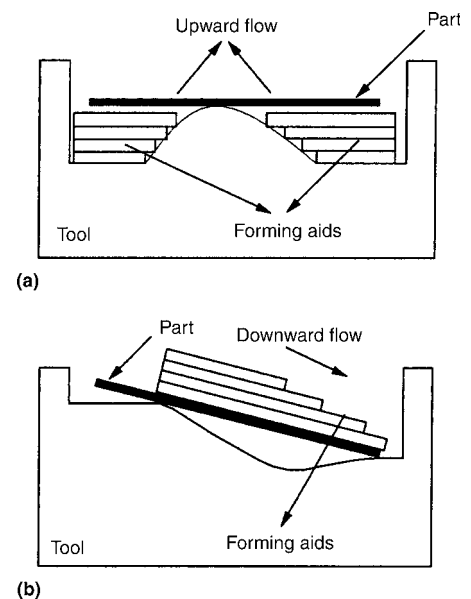 Upward flow
Part
Forming aids
Tool
(a)
Part
Downward flow
Forming aids
Tool
(b)